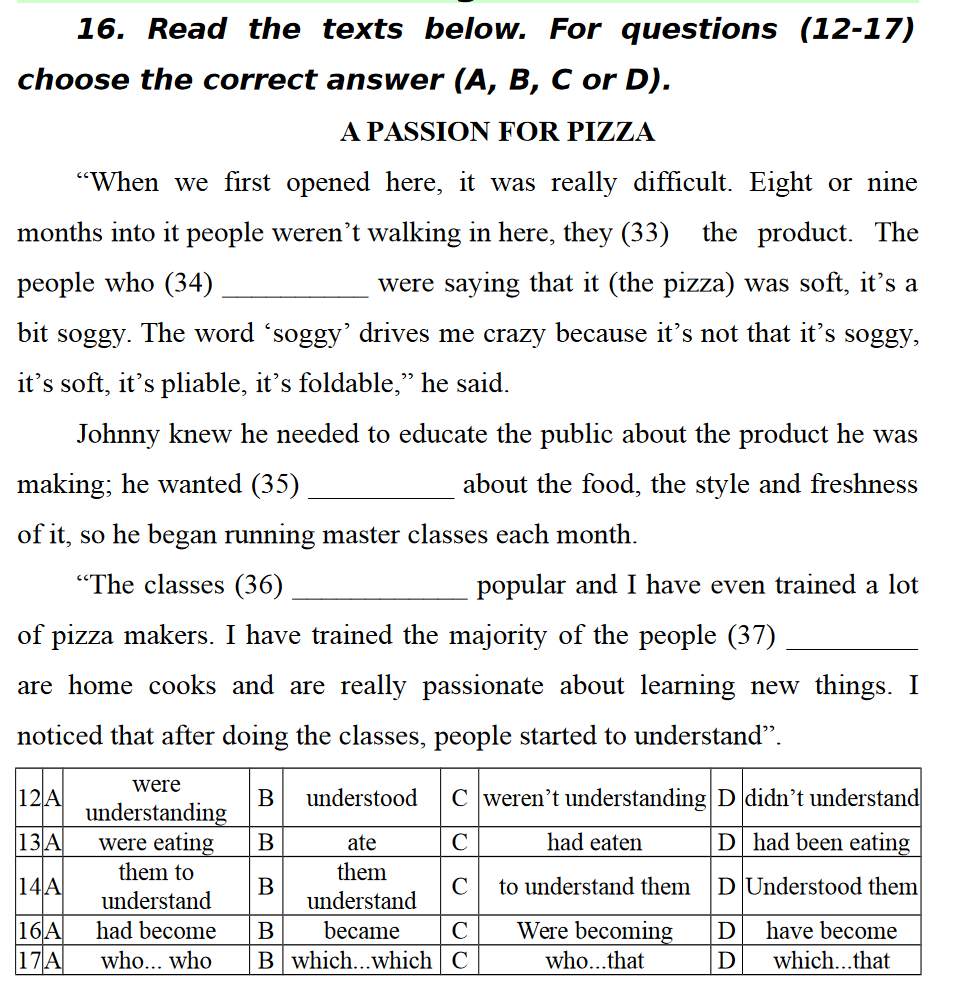 16. Read the texts below. For questions (12-17)
choose the correct answer (A, B, C or D).
A PASSION FOR PIZZA
“When we first opened here, it was really difficult. Eight or nine
months into it people weren’t walking in here, they (33) the product. The
people who (34) __________ were saying that it (the pizza) was soft, it’s a
bit soggy. The word ‘soggy’ drives me crazy because it’s not that it’s soggy,
it’s soft, it’s pliable, it’s foldable,” he said.
Johnny knew he needed to educate the public about the product he was
making; he wanted (35) __________ about the food, the style and freshness
of it, so he began running master classes each month.
“The classes (36) ____________ popular and I have even trained a lot
of pizza makers. I have trained the majority of the people (37) _________
are home cooks and are really passionate about learning new things. I
noticed that after doing the classes, people started to understand”.
12 A were understanding B understood C weren’t understanding D didn’t understand
13 A were eating B ate C had eaten D had been eating
14 A them to understand B them understand C to understand them D Understood them
16 A had become B became C Were becoming D have become
17 A who... who B which...which C who...that D which...that